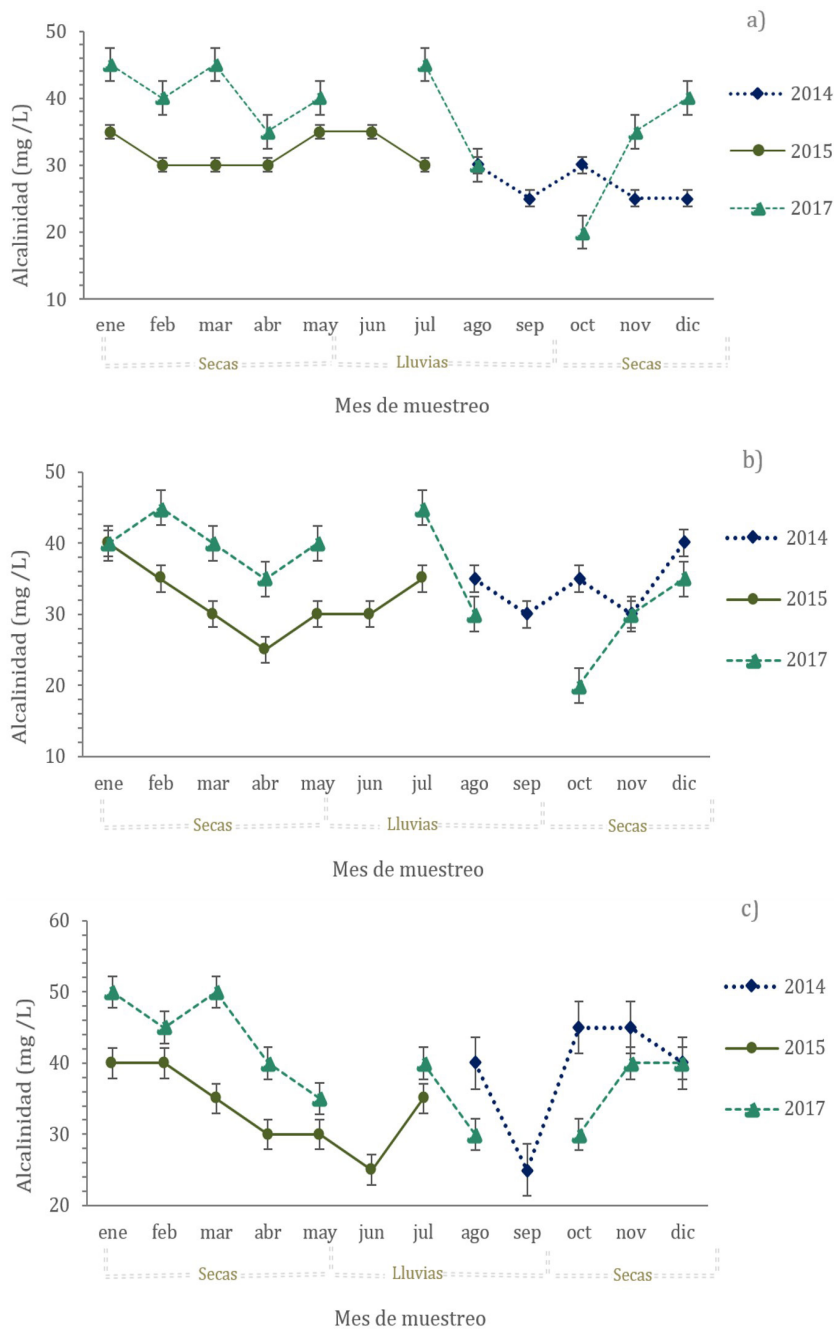 a)
50
40
30
20
10
Alcalinidad (mg /L)
ene feb mar abr may jun jul ago sep oct nov dic
Secas Lluvias Secas
Mes de muestreo
2014
2015
2017
b)
50
40
30
20
10
Alcalinidad (mg /L)
ene feb mar abr may jun jul ago sep oct nov dic
Secas Lluvias Secas
Mes de muestreo
2014
2015
2017
c)
60
50
40
30
20
Alcalinidad (mg /L)
ene feb mar abr may jun jul ago sep oct nov dic
Secas Lluvias Secas
Mes de muestreo
2014
2015
2017